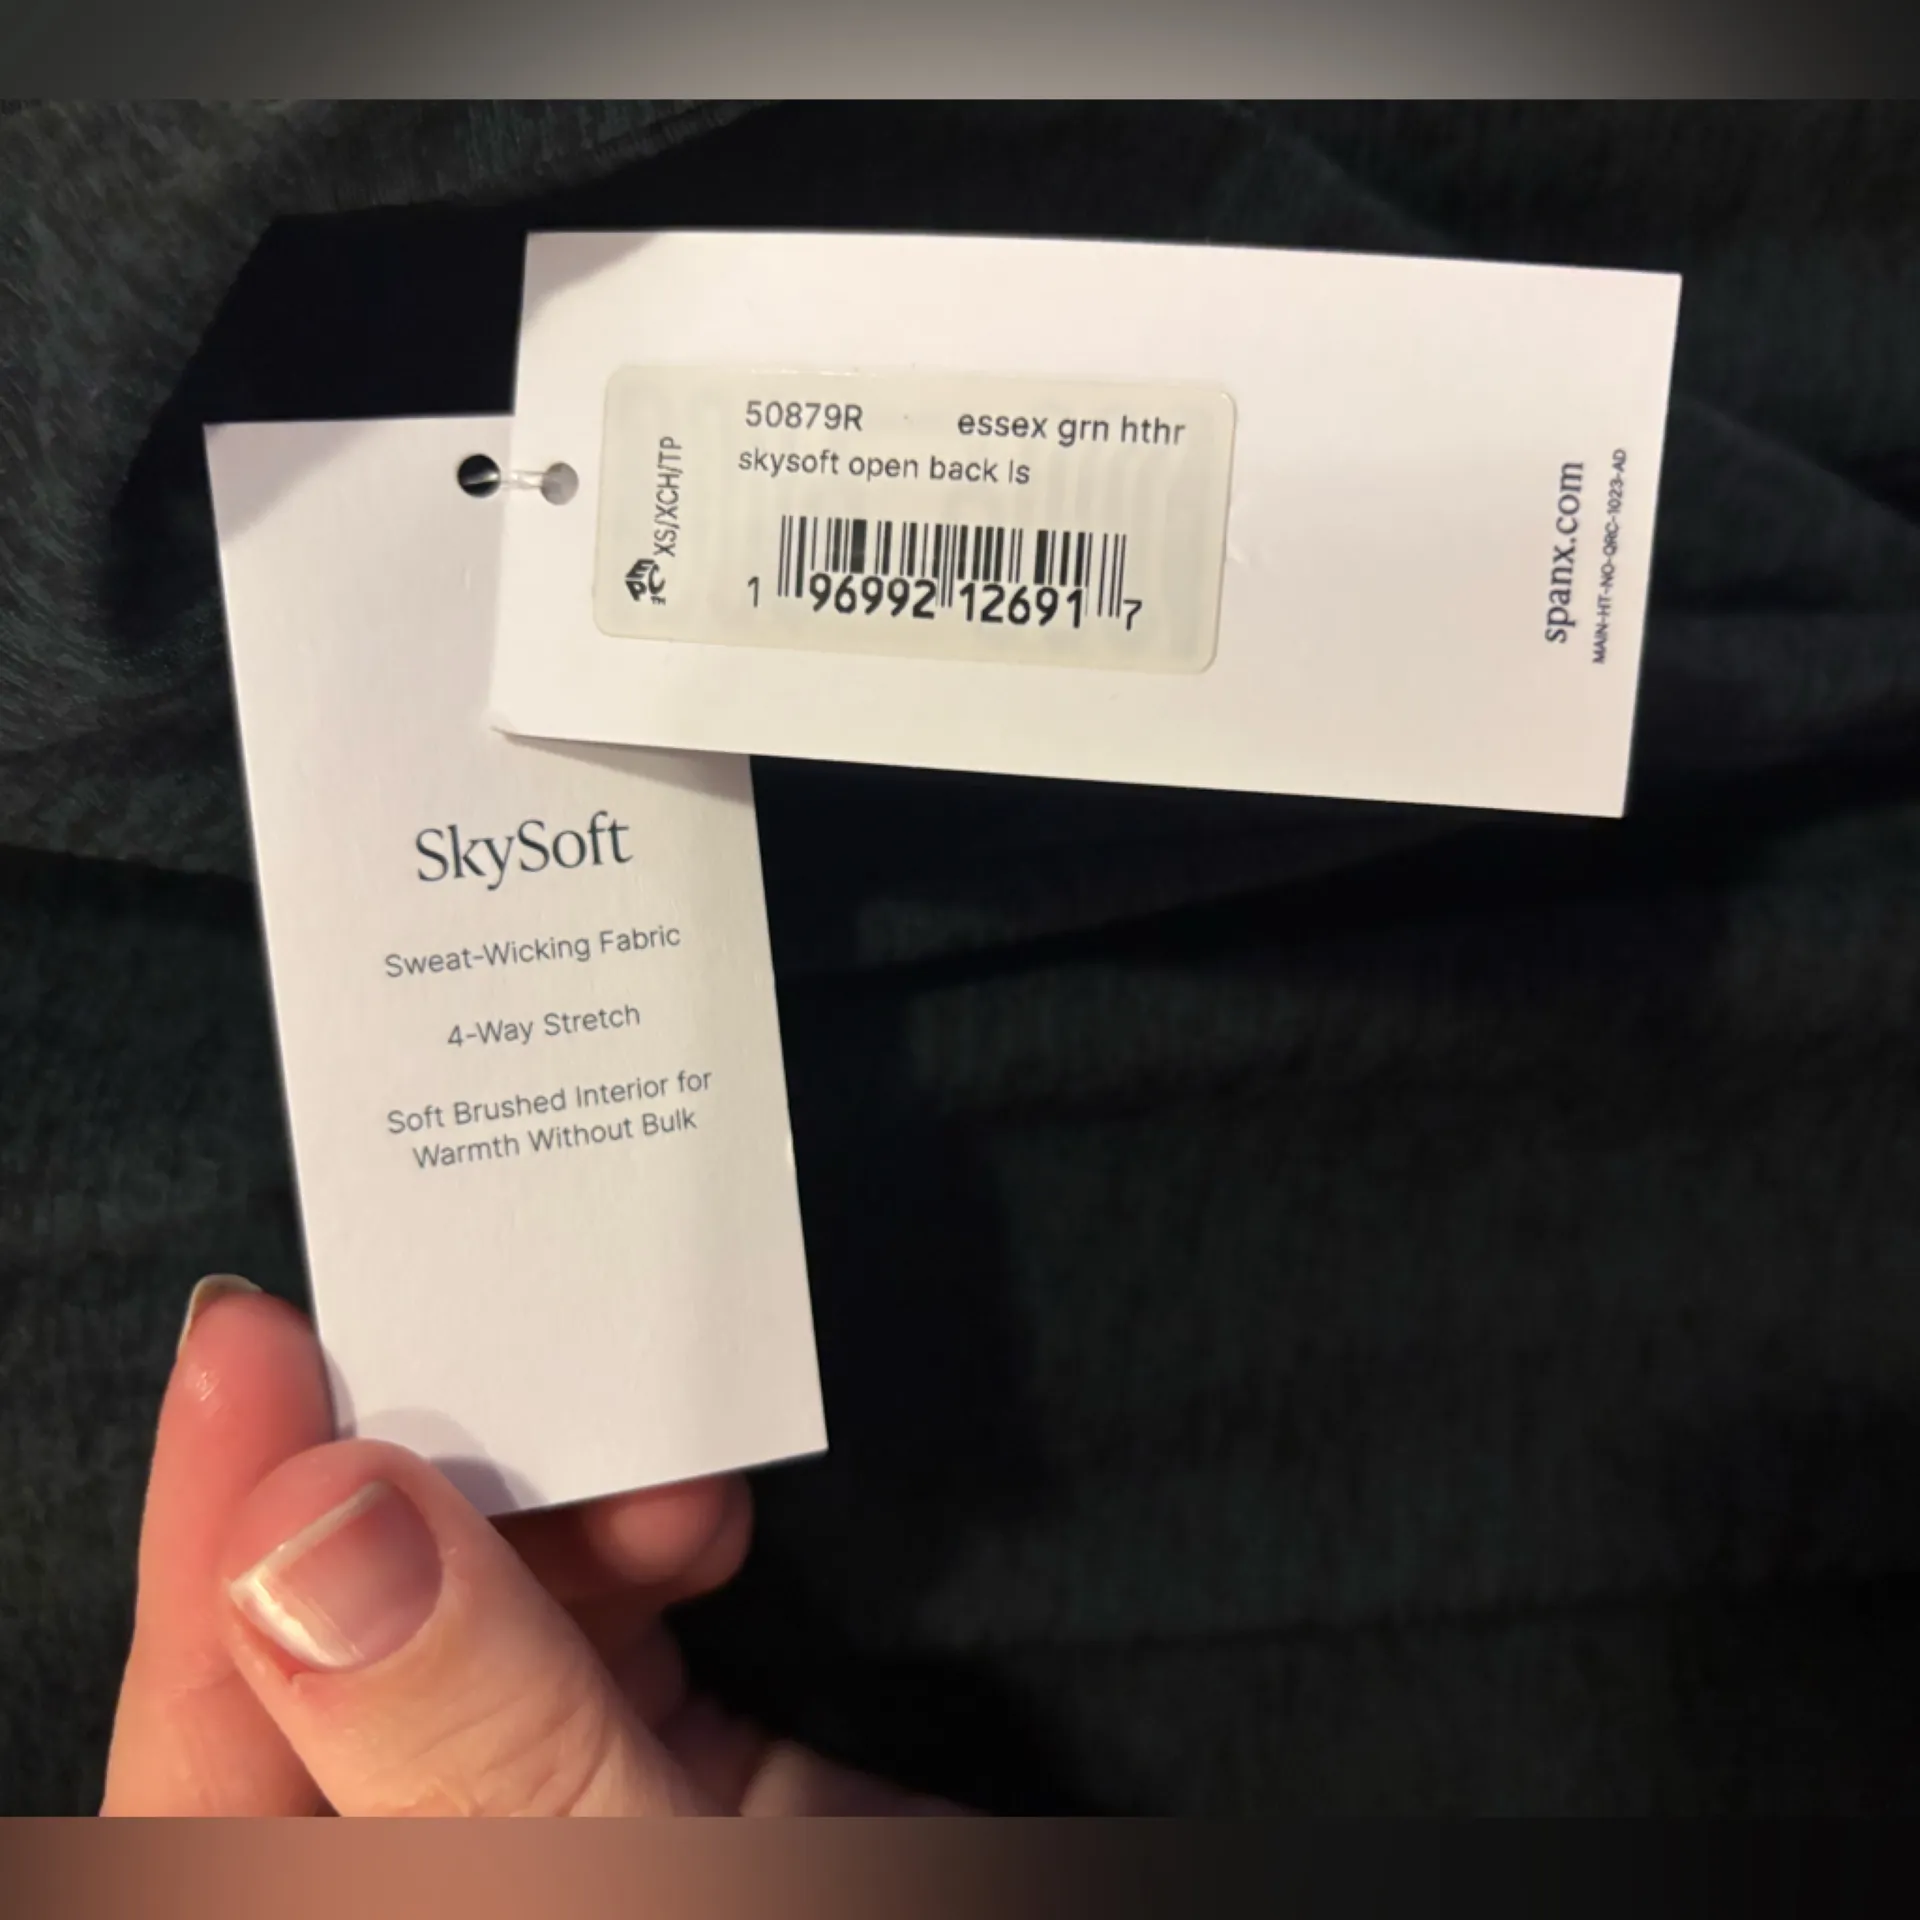 50879R essex grn hthr
skysoft open back ls
XS/XCH/TP
1 96992 12691 7
spanx.com
MAIN-HT-NO-QRC-1023-AD
SkySoft
Sweat-Wicking Fabric
4-Way Stretch
Soft Brushed Interior for
Warmth Without Bulk